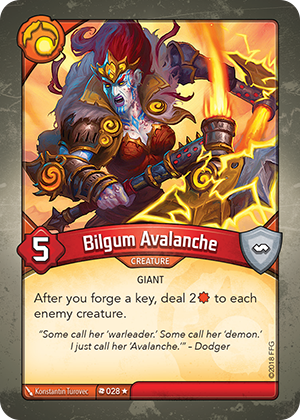 5
Bilgum Avalanche
CREATURE
GIANT
After you forge a key, deal 2 to each
enemy creature.
"Some call her ‘warleader.’ Some call her ‘demon.’
I just call her ‘Avalanche.’" - Dodger
Konstantin Turovec
028
©2018 FFG